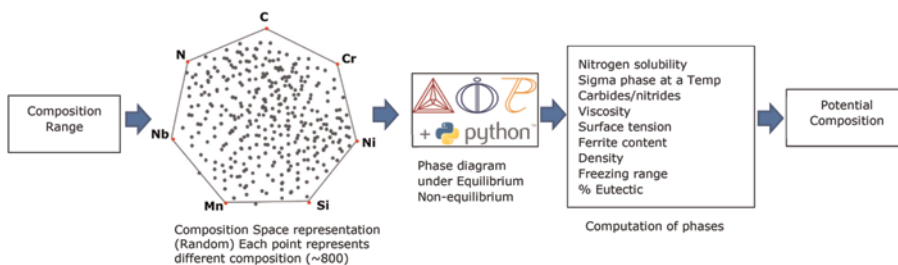 Composition
Range
C
N
Cr
Nb
Ni
Mn
Si
Composition Space representation
(Random) Each point represents
different composition (~800)
+ python™
Phase diagram
under Equilibrium
Non-equilibrium
Nitrogen solubility
Sigma phase at a Temp
Carbides/nitrides
Viscosity
Surface tension
Ferrite content
Density
Freezing range
% Eutectic
Computation of phases
Potential
Composition